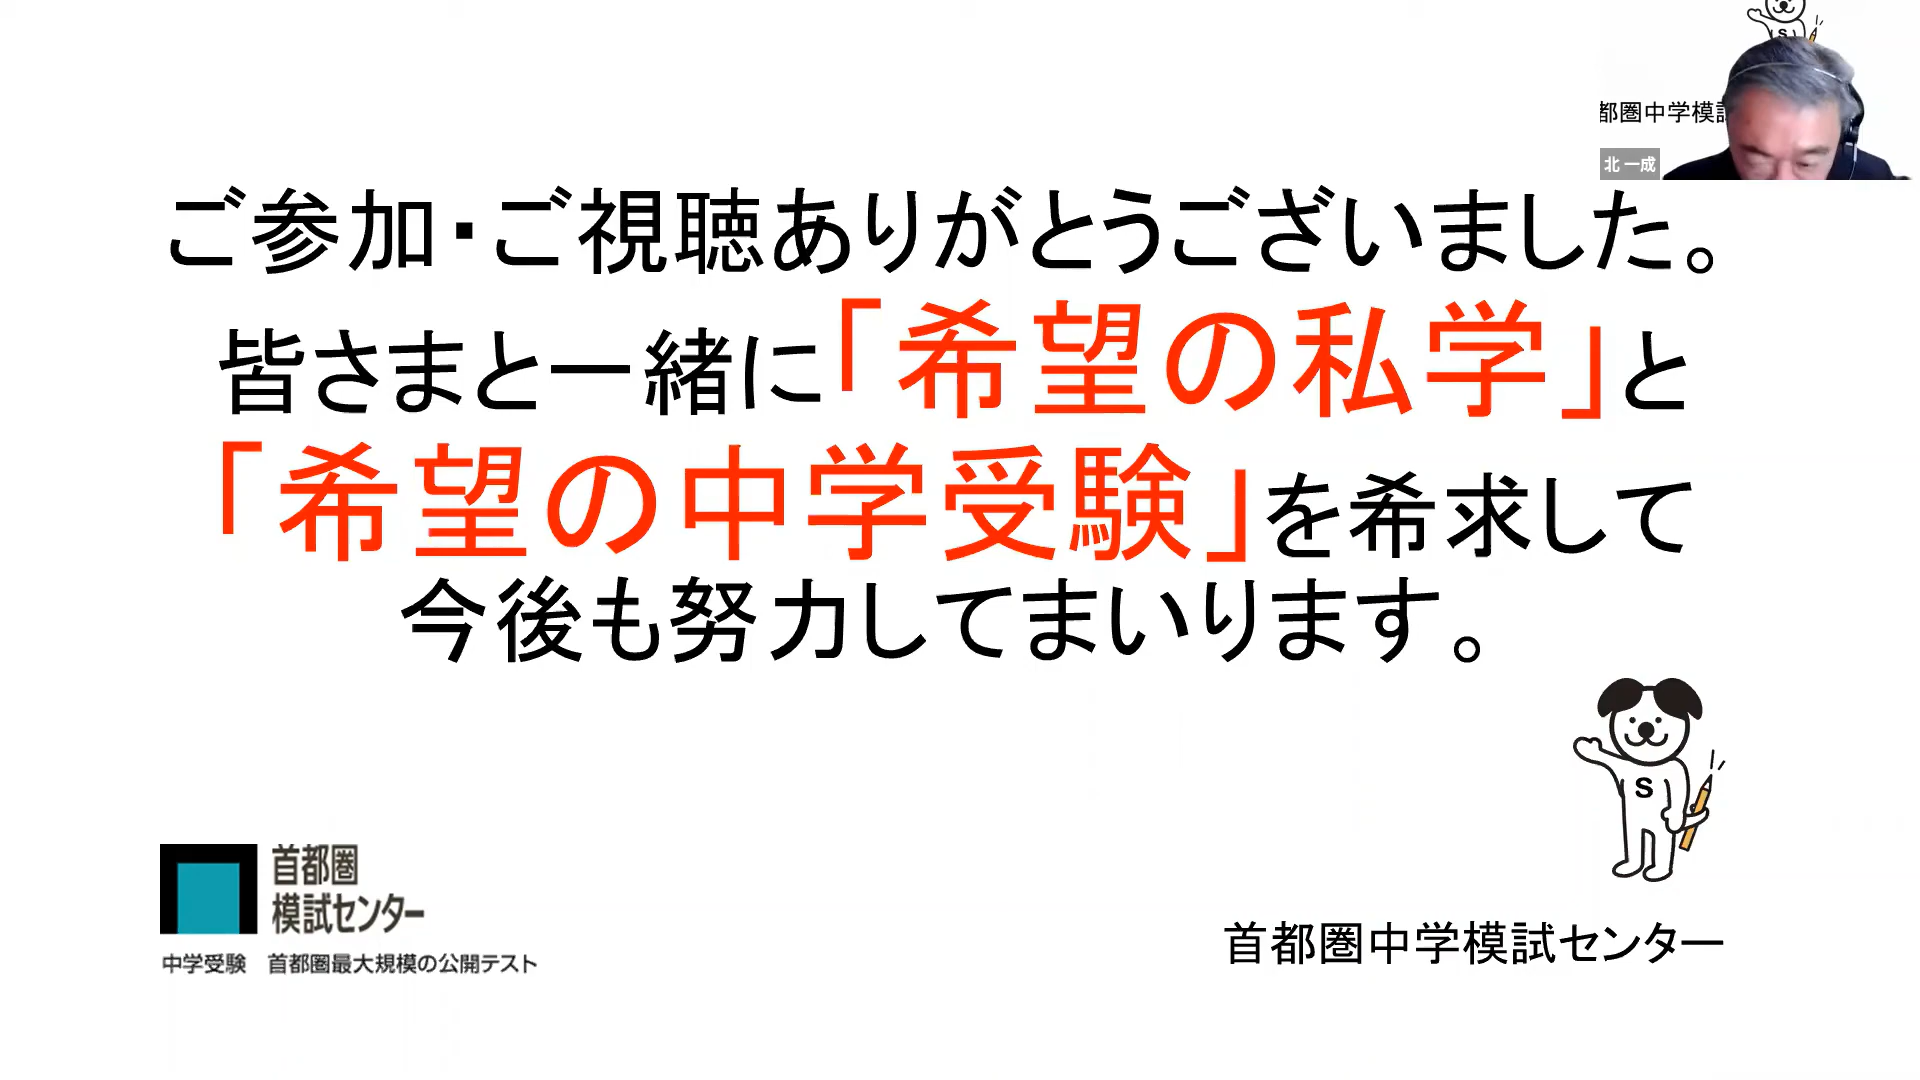 都圏中学模試
北 一成
ご参加・ご視聴ありがとうございました。
皆さまと一緒に「希望の私学」と
「希望の中学受験」を希求して
今後も努力してまいります。
S
首都圏
模試センター
中学受験 首都圏最大規模の公開テスト
首都圏中学模試センター